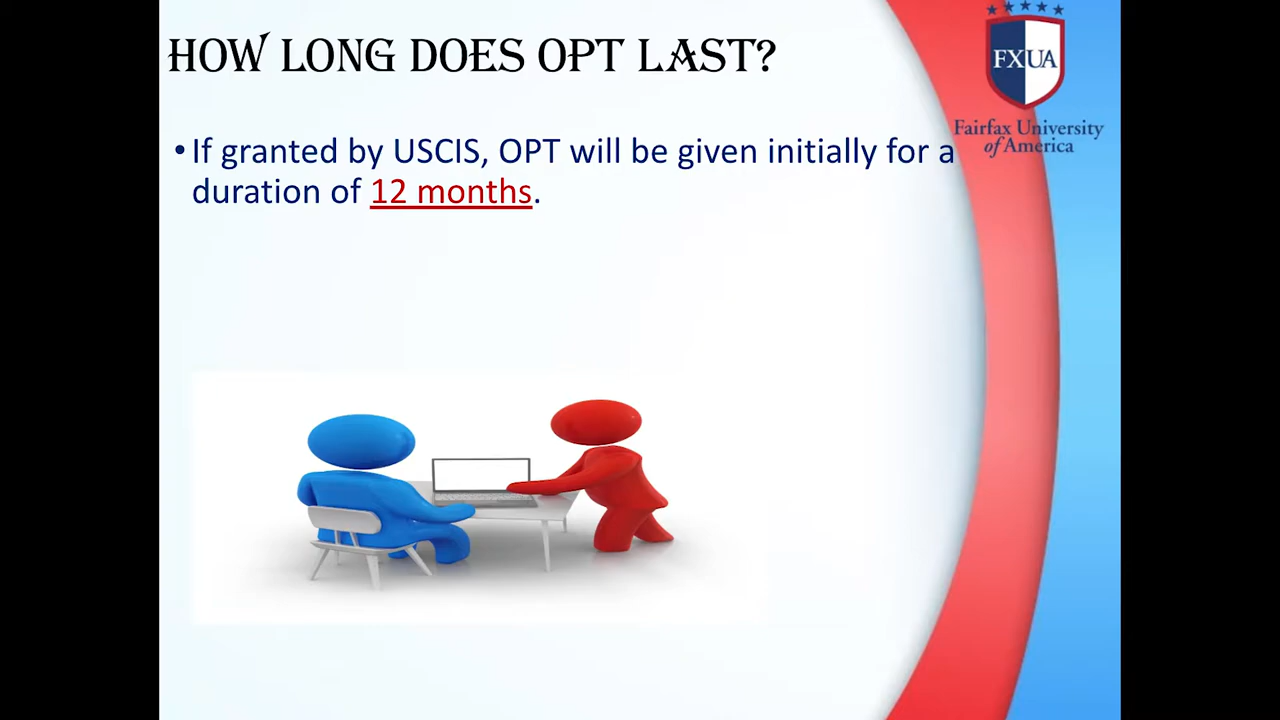 HOW LONG DOES OPT LAST?
FXUA
Fairfax University
of America
•If granted by USCIS, OPT will be given initially for a
duration of 12 months.